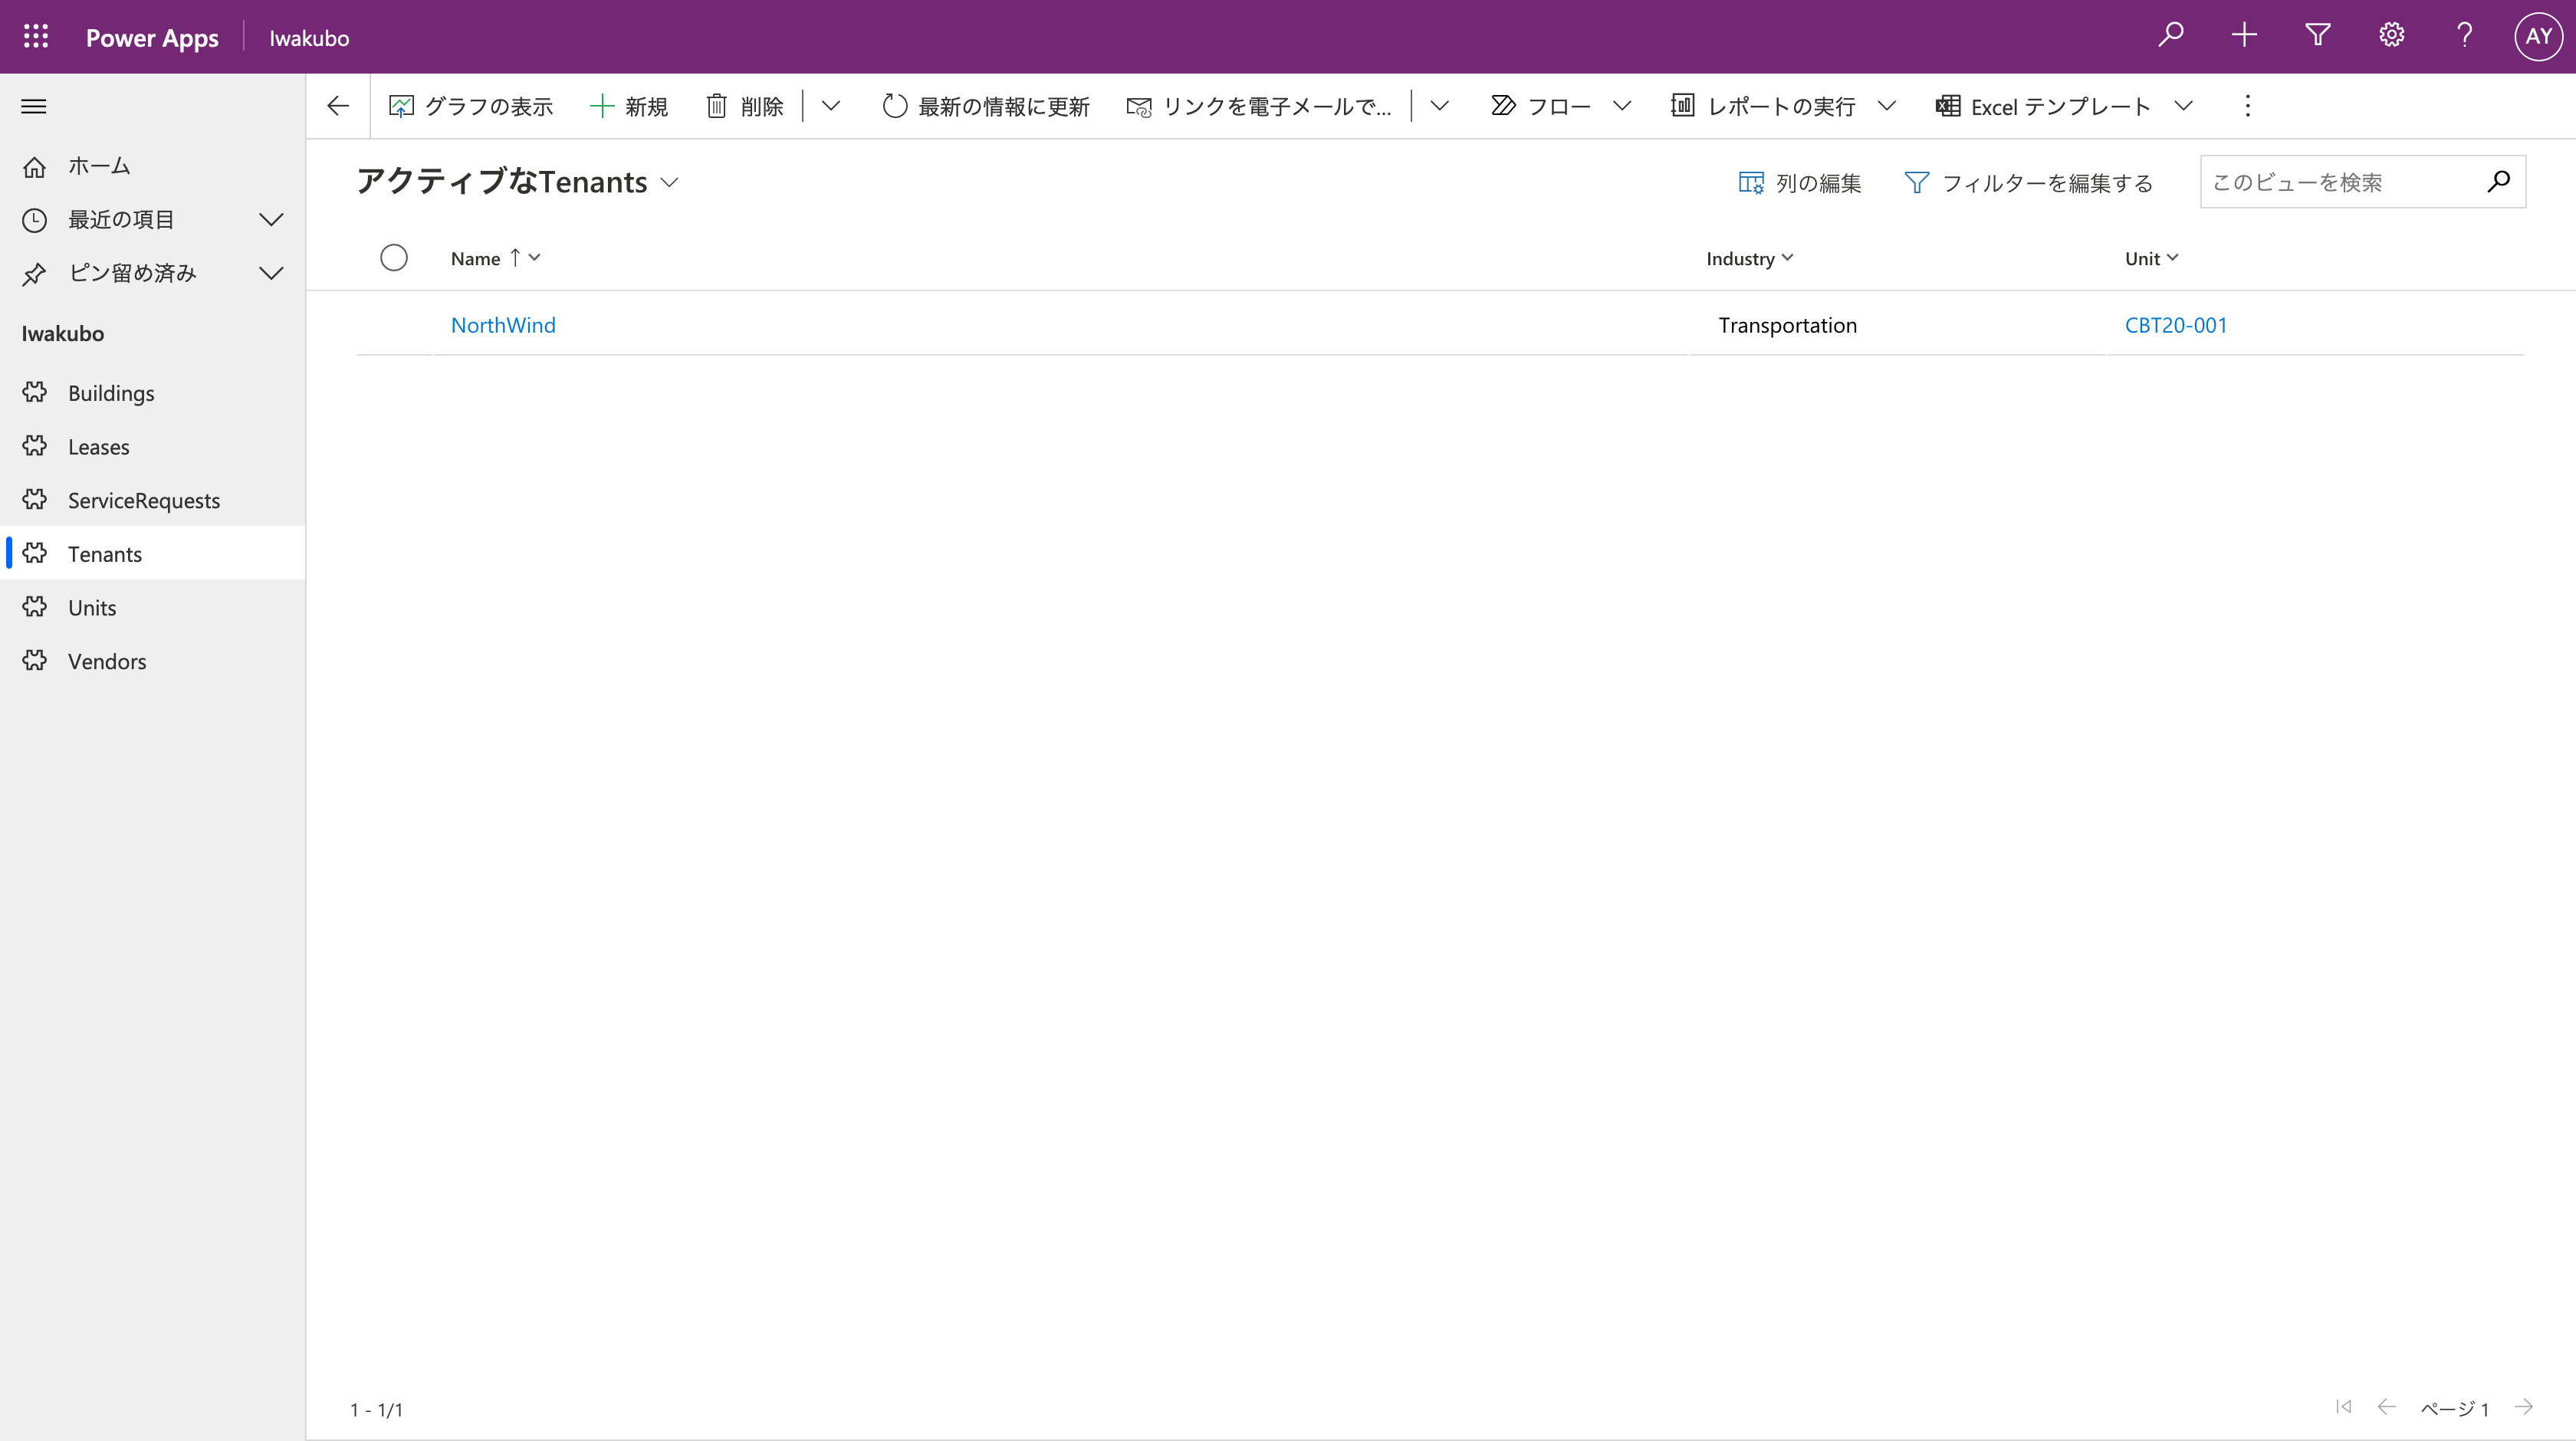 Power Apps Iwakubo AY
グラフの表示 新規 削除 最新の情報に更新 リンクを電子メールで... フロー レポートの実行 Excel テンプレート
ホーム
最近の項目
ピン留め済み
Iwakubo
Buildings
Leases
ServiceRequests
Tenants
Units
Vendors
アクティブなTenants 列の編集 フィルターを編集する このビューを検索
Name ↑ Industry Unit
NorthWind Transportation CBT20-001
1 - 1/1 ページ 1